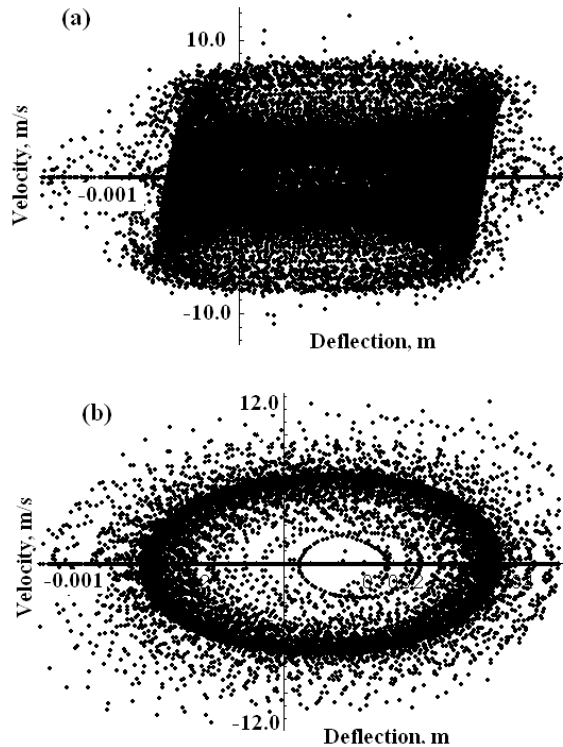 (a)
10.0
Velocity, m/s
-0.001
-10.0
Deflection, m
(b)
12.0
Velocity, m/s
-0.001
-12.0
Deflection, m